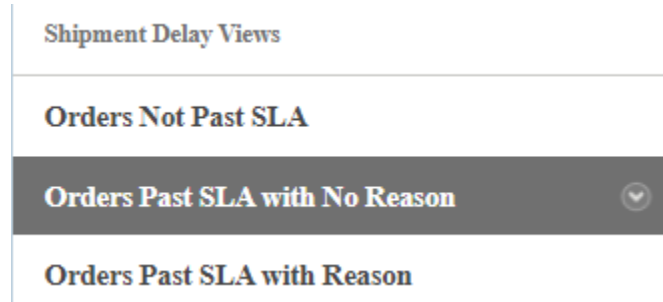 Shipment Delay Views
Orders Not Past SLA
Orders Past SLA with No Reason
Orders Past SLA with Reason